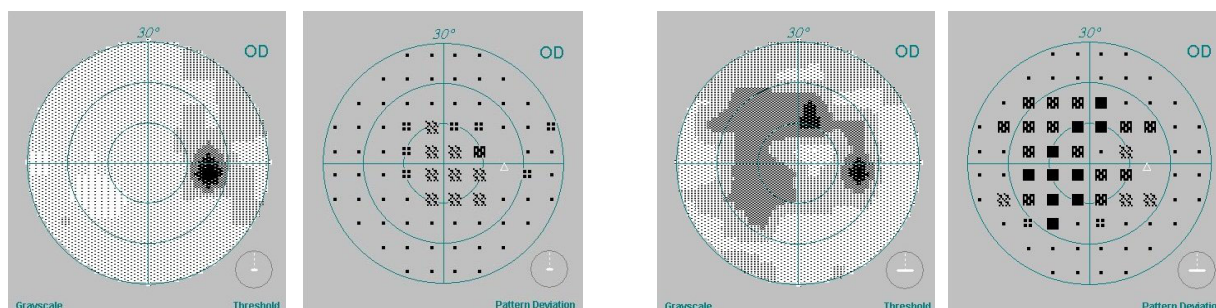 30°
OD
Grayscale Threshold
30°
OD
Pattern Deviation
30°
OD
Grayscale Threshold
30°
OD
Pattern Deviation